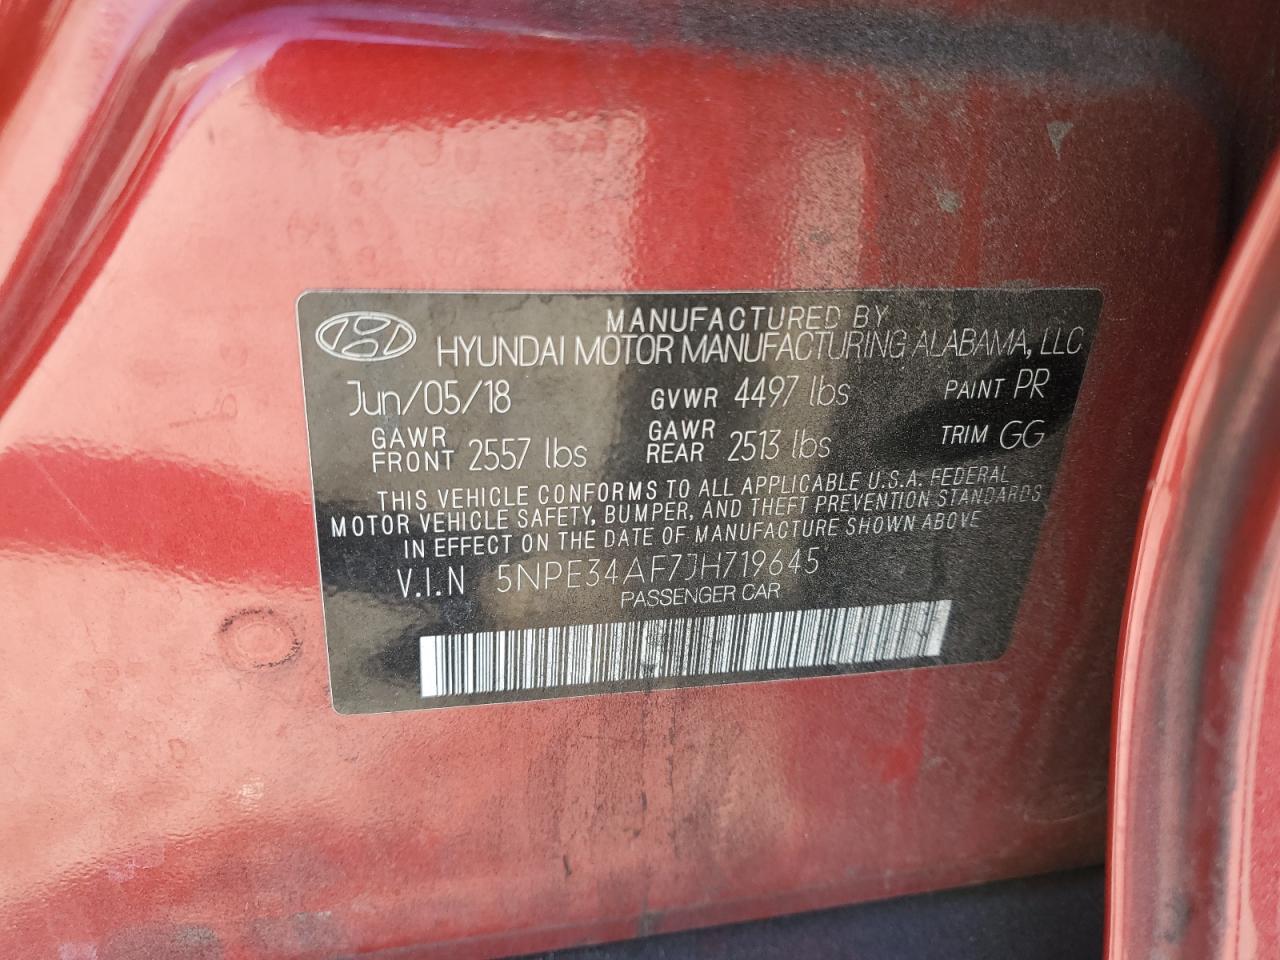 MANUFACTURED BY
HYUNDAI MOTOR MANUFACTURING ALABAMA, LLC
Jun/05/18 GVWR 4497 lbs PAINT PR
GAWR FRONT 2557 lbs GAWR REAR 2513 lbs TRIM GG
THIS VEHICLE CONFORMS TO ALL APPLICABLE U.S.A. FEDERAL
MOTOR VEHICLE SAFETY, BUMPER, AND THEFT PREVENTION STANDARDS
IN EFFECT ON THE DATE OF MANUFACTURE SHOWN ABOVE
V.I.N 5NPE34AF7JH719645
PASSENGER CAR